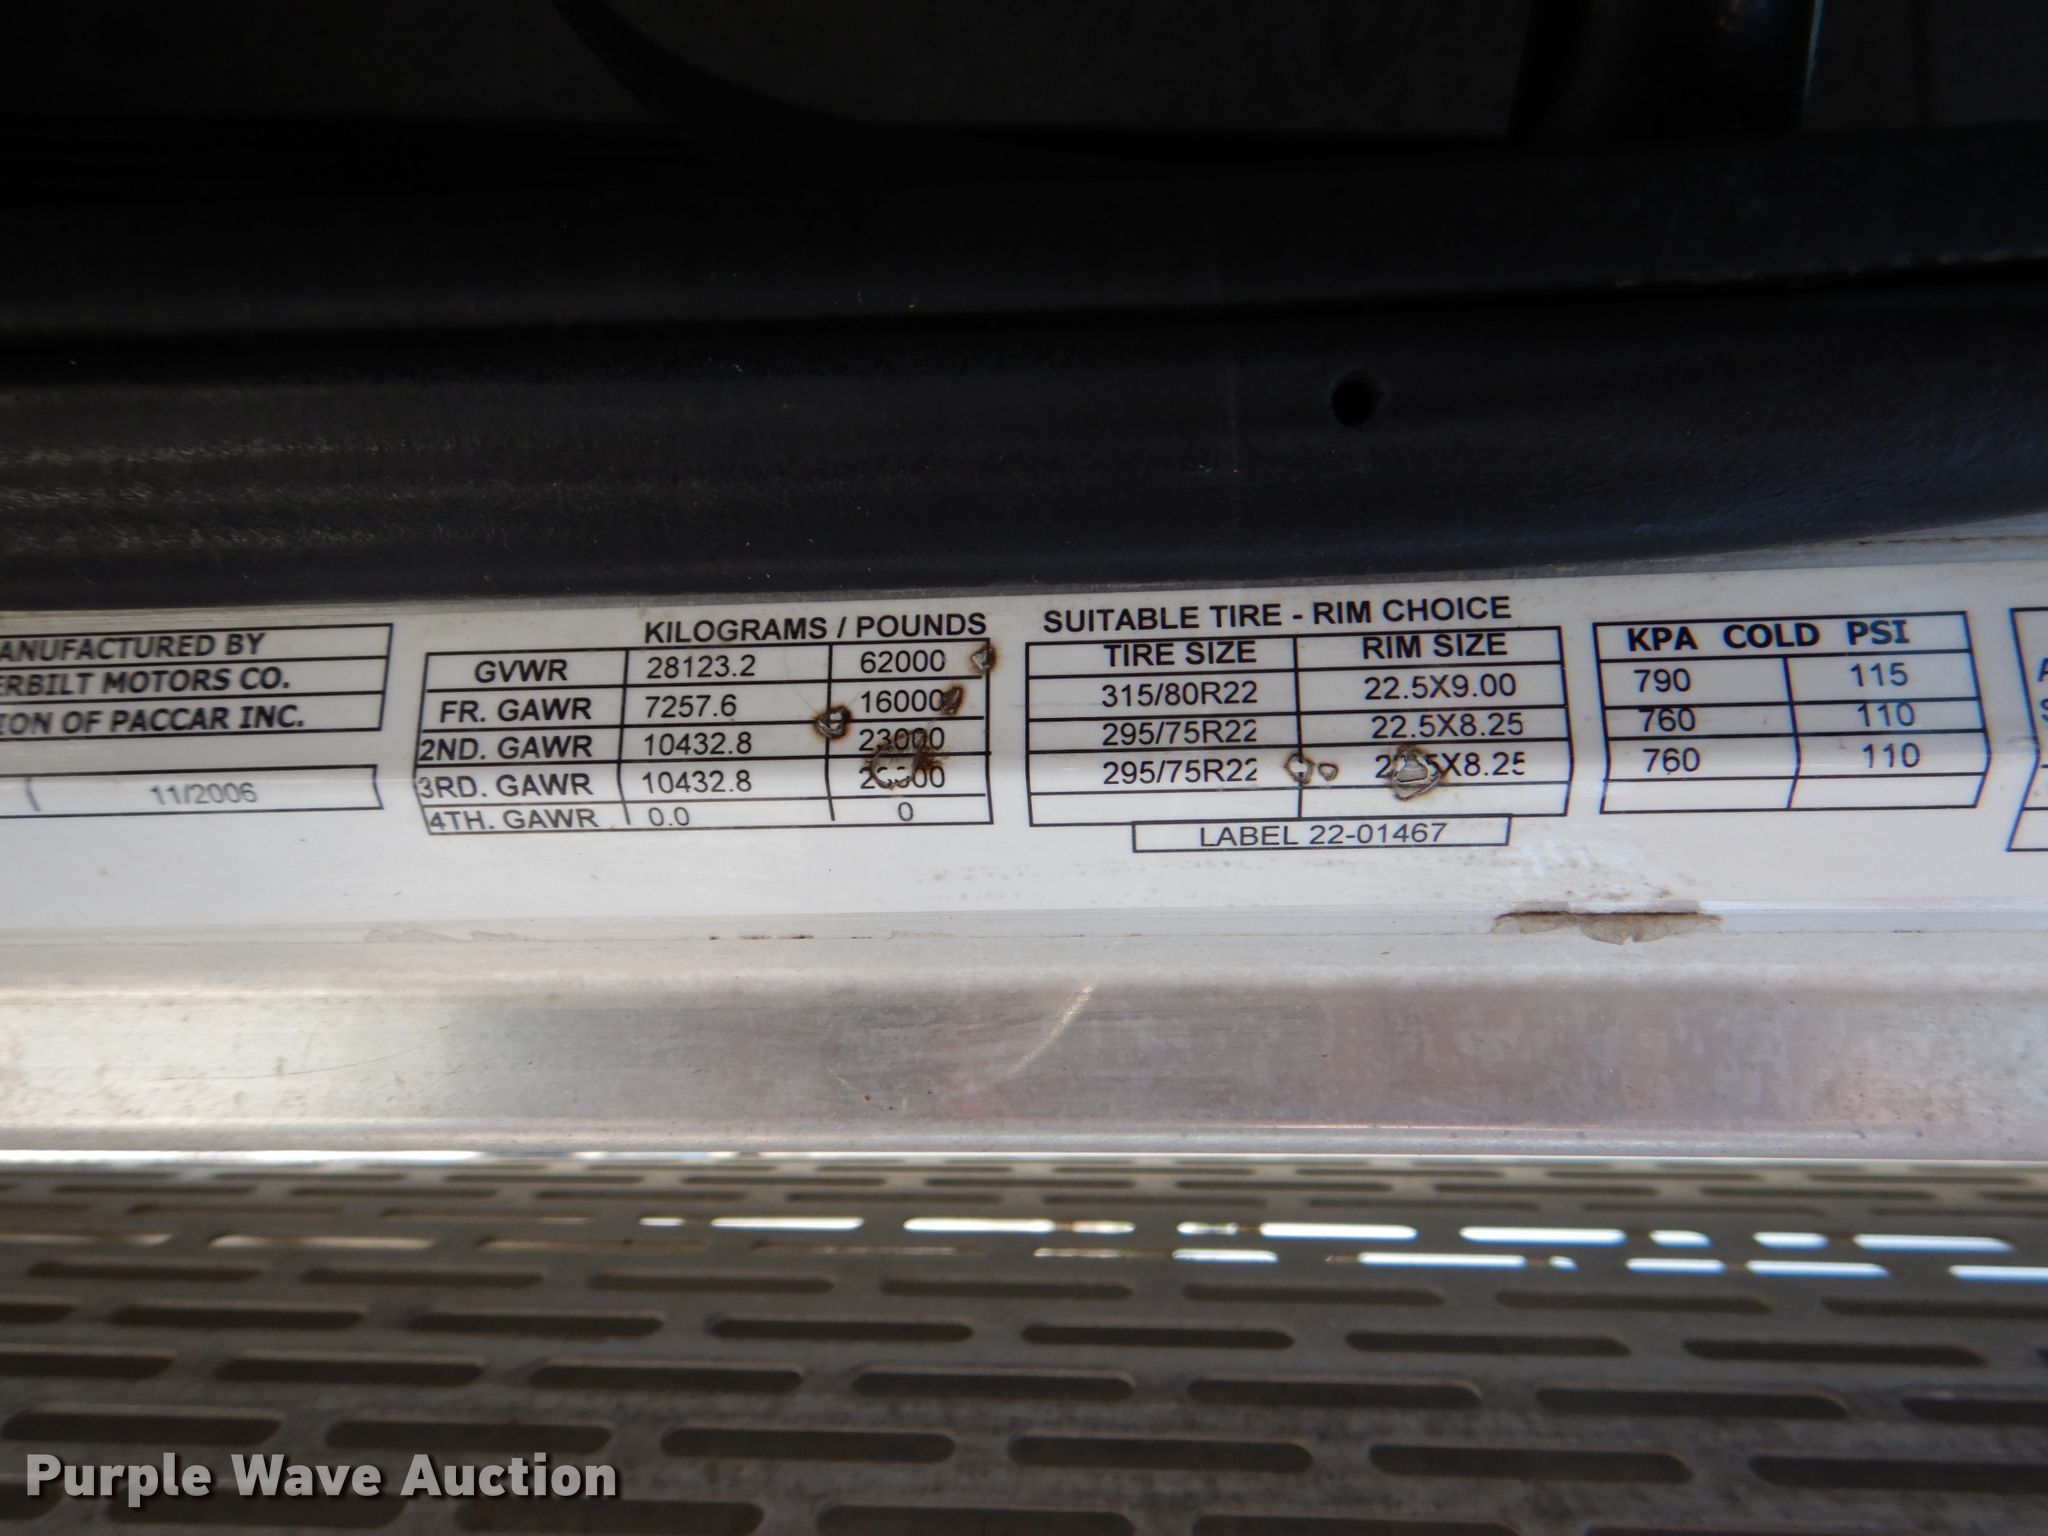 ANUFACTURED BY
ERBILT MOTORS CO.
ION OF PACCAR INC.
11/2006
KILOGRAMS / POUNDS
GVWR 28123.2 62000
FR. GAWR 7257.6 16000
2ND. GAWR 10432.8 23000
3RD. GAWR 10432.8
4TH. GAWR 0.0 0
SUITABLE TIRE - RIM CHOICE
TIRE SIZE RIM SIZE
315/80R22 22.5X9.00
295/75R22 22.5X8.25
295/75R22
LABEL 22-01467
KPA COLD PSI
790 115
760 110
760 110
Purple Wave Auction